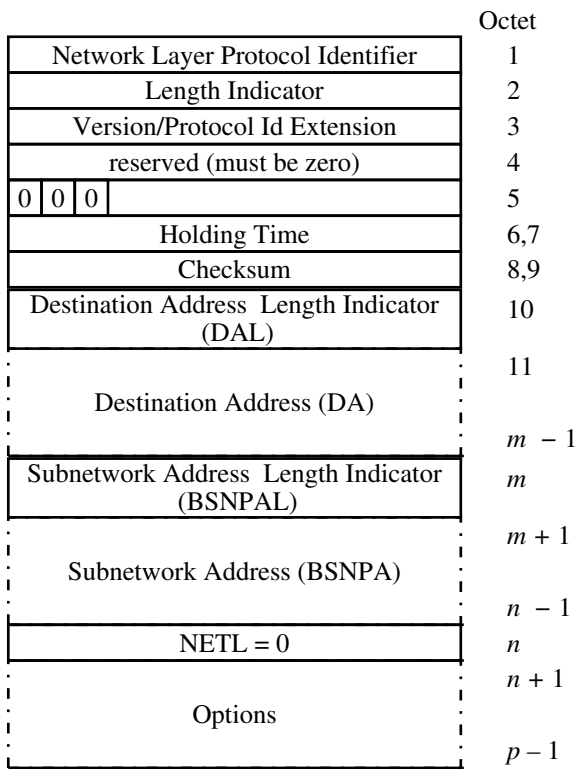 Octet
Network Layer Protocol Identifier 1
Length Indicator 2
Version/Protocol Id Extension 3
reserved (must be zero) 4
0 0 0 5
Holding Time 6,7
Checksum 8,9
Destination Address Length Indicator 10
(DAL)
11
Destination Address (DA)
m – 1
Subnetwork Address Length Indicator m
(BSNPAL)
m + 1
Subnetwork Address (BSNPA)
n – 1
NETL = 0 n
n + 1
Options
p – 1